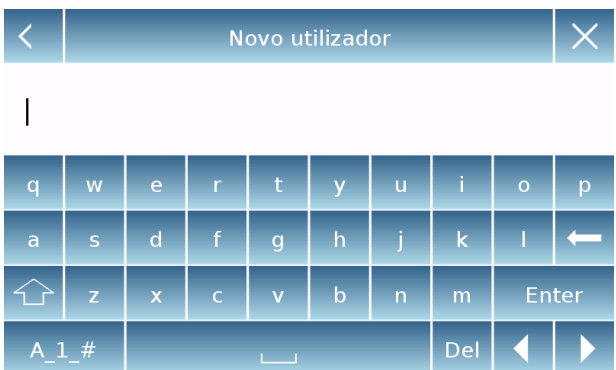 Novo utilizador
q w e r t y u i o p
a s d f g h j k l
z x c v b n m Enter
A_1_# Del